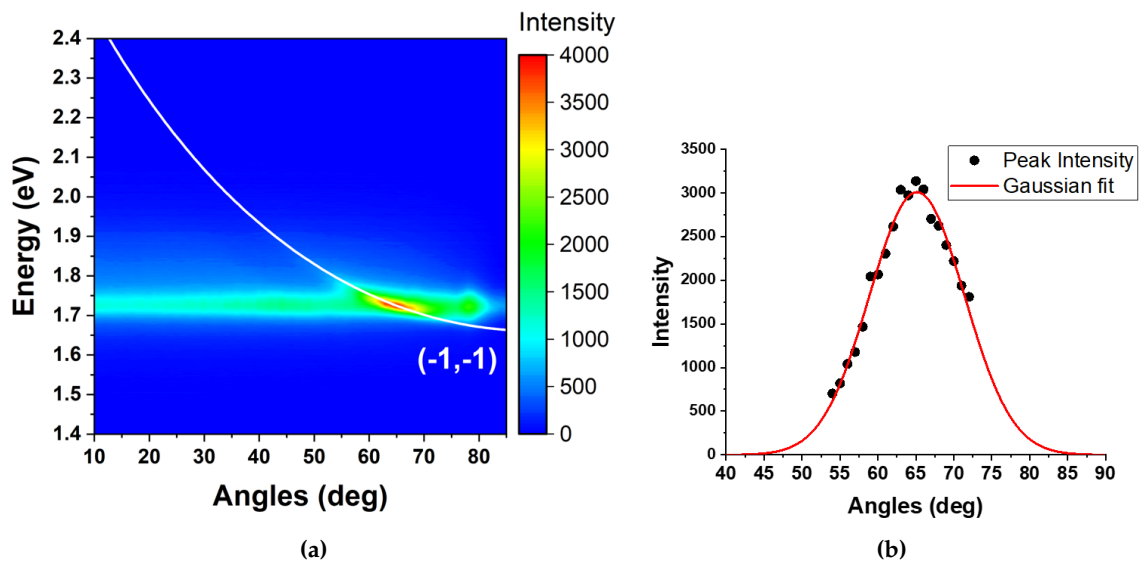 Intensity
2.4
2.3
2.2
2.1
2.0
1.9
1.8
1.7
1.6
1.5
1.4
Energy (eV)
10 20 30 40 50 60 70 80
Angles (deg)
(-1,-1)
4000
3500
3000
2500
2000
1500
1000
500
0
(a)
3500
3000
2500
2000
1500
1000
500
0
Intensity
Peak Intensity
Gaussian fit
40 45 50 55 60 65 70 75 80 85 90
Angles (deg)
(b)